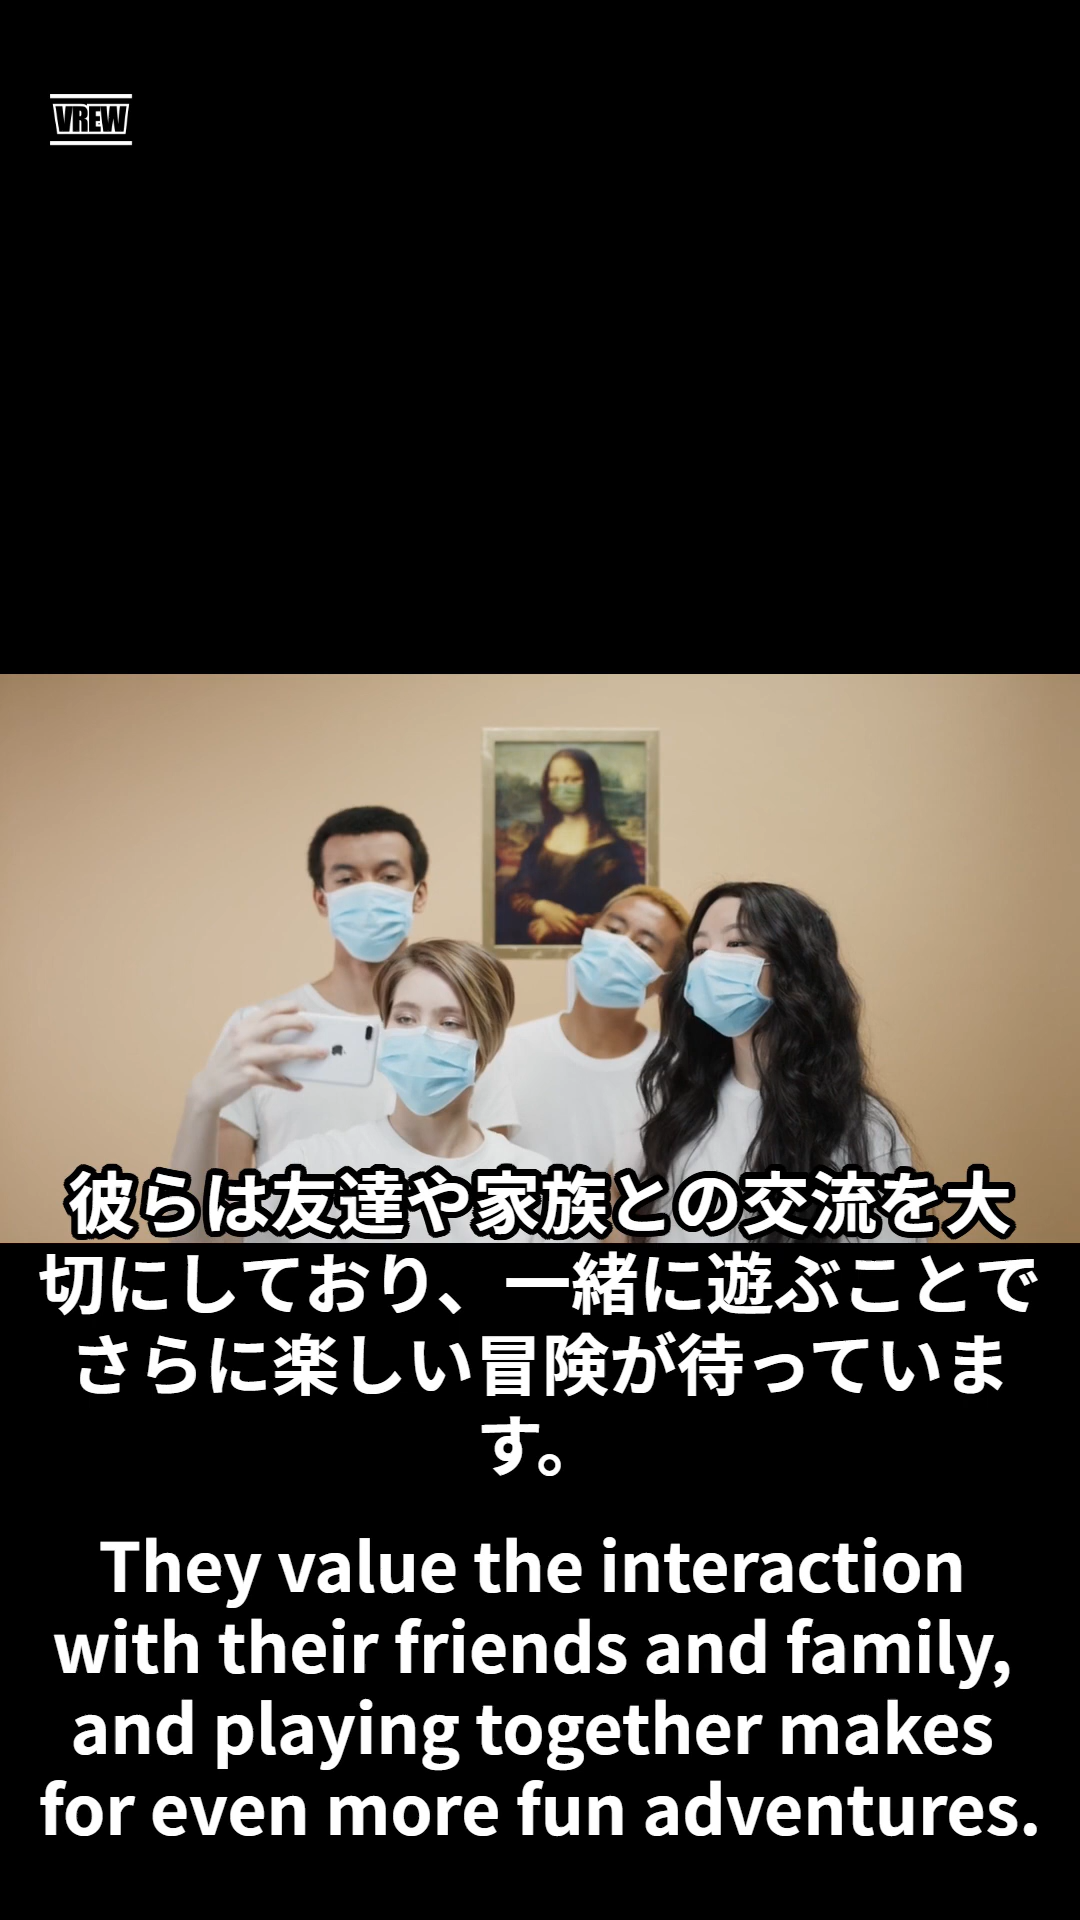 VREW
彼らは友達や家族との交流を大
切にしており、一緒に遊ぶことで
さらに楽しい冒険が待っていま
す。
They value the interaction
with their friends and family,
and playing together makes
for even more fun adventures.